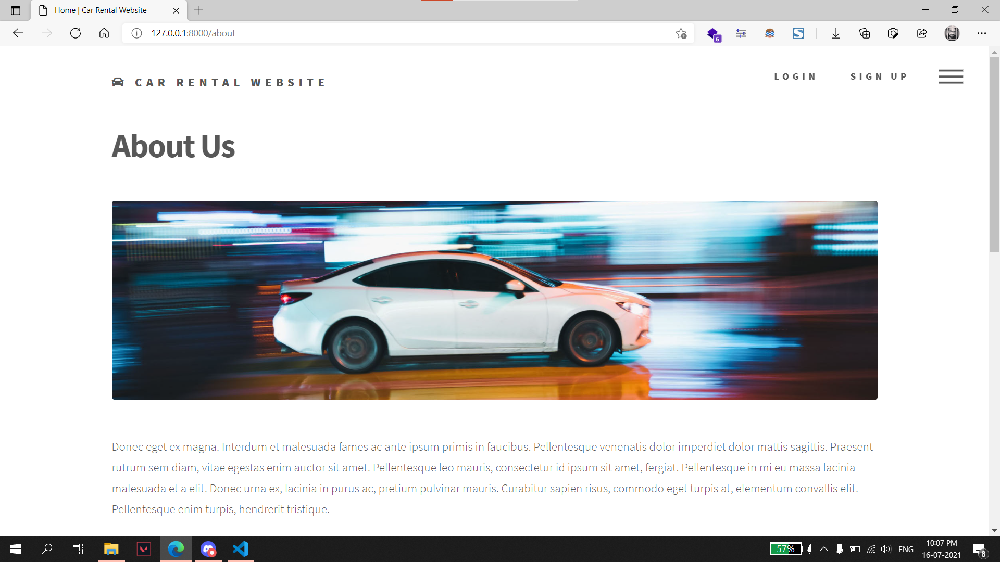 Home | Car Rental Website
127.0.0.1:8000/about
6
CAR RENTAL WEBSITE
LOGIN
SIGN UP
About Us
Donec eget ex magna. Interdum et malesuada fames ac ante ipsum primis in faucibus. Pellentesque venenatis dolor imperdiet dolor mattis sagittis. Praesent
rutrum sem diam, vitae egestas enim auctor sit amet. Pellentesque leo mauris, consectetur id ipsum sit amet, fergiat. Pellentesque in mi eu massa lacinia
malesuada et a elit. Donec urna ex, lacinia in purus ac, pretium pulvinar mauris. Curabitur sapien risus, commodo eget turpis at, elementum convallis elit.
Pellentesque enim turpis, hendrerit tristique.
57%
ENG
10:07 PM
16-07-2021
8